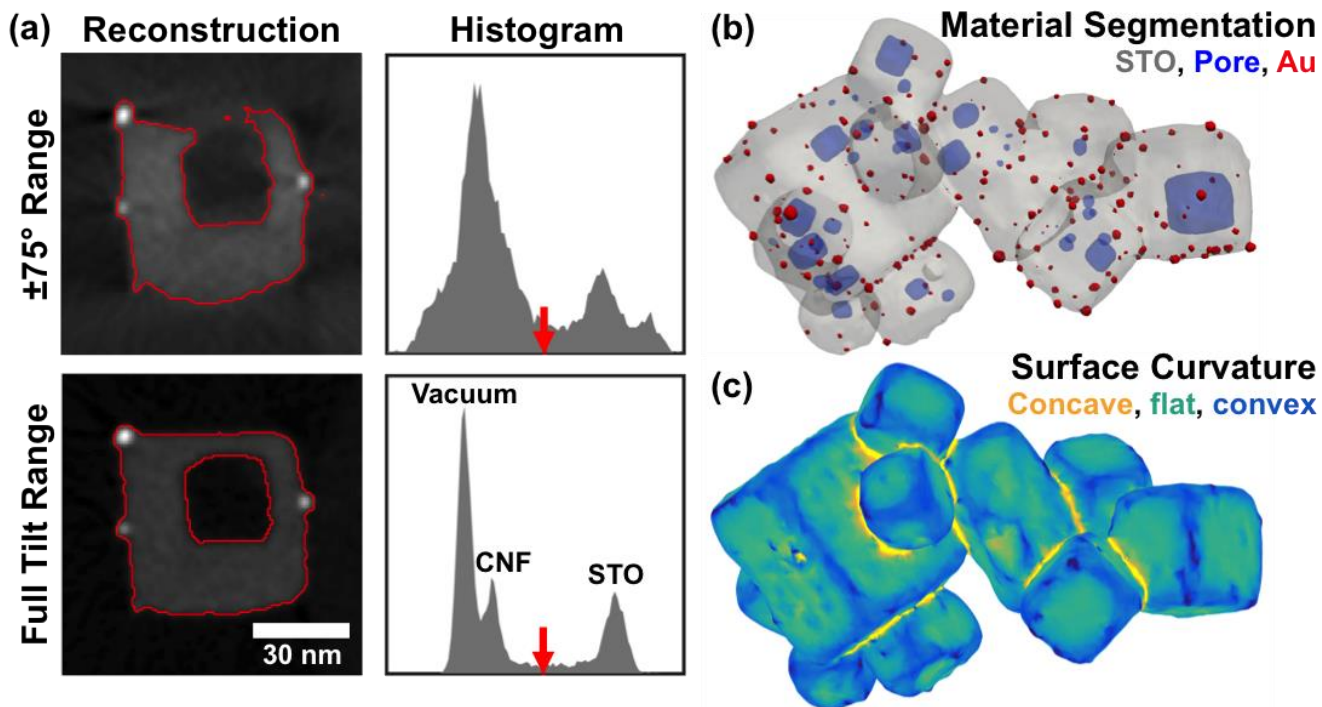 (a) Reconstruction Histogram
±75° Range
Vacuum
CNF
STO
Full Tilt Range
30 nm
(b) Material Segmentation
STO, Pore, Au
(c) Surface Curvature
Concave, flat, convex